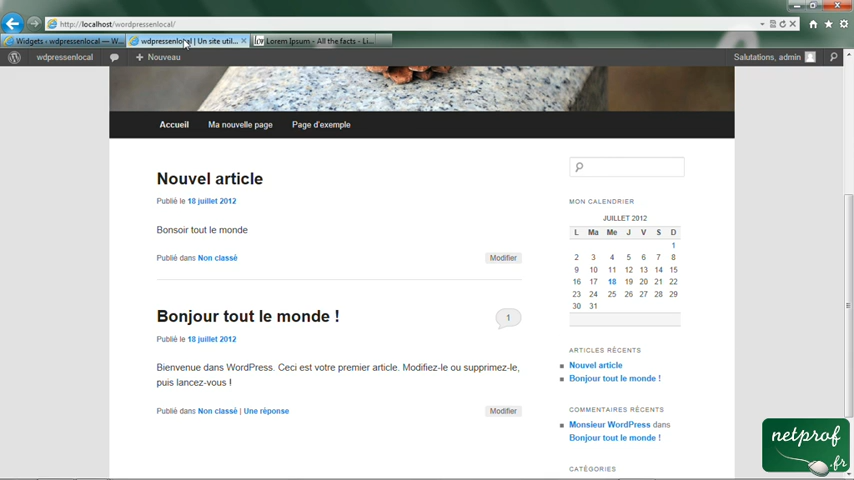 http://localhost/wordpressenlocal/
Widgets ‹ wdpressenlocal — W...
wdpressenlocal | Un site util...
Lorem Ipsum - All the facts - Li...
wdpressenlocal
Nouveau
Salutations, admin
Accueil
Ma nouvelle page
Page d'exemple
Nouvel article
Publié le 18 juillet 2012
Bonsoir tout le monde
Publié dans Non classé
Modifier
Bonjour tout le monde !
1
Publié le 18 juillet 2012
Bienvenue dans WordPress. Ceci est votre premier article. Modifiez-le ou supprimez-le,
puis lancez-vous !
Publié dans Non classé | Une réponse
Modifier
MON CALENDRIER
JUILLET 2012
L Ma Me J V S D
1
2 3 4 5 6 7 8
9 10 11 12 13 14 15
16 17 18 19 20 21 22
23 24 25 26 27 28 29
30 31
ARTICLES RÉCENTS
Nouvel article
Bonjour tout le monde !
COMMENTAIRES RÉCENTS
Monsieur WordPress dans
Bonjour tout le monde !
CATÉGORIES
netprof
.fr